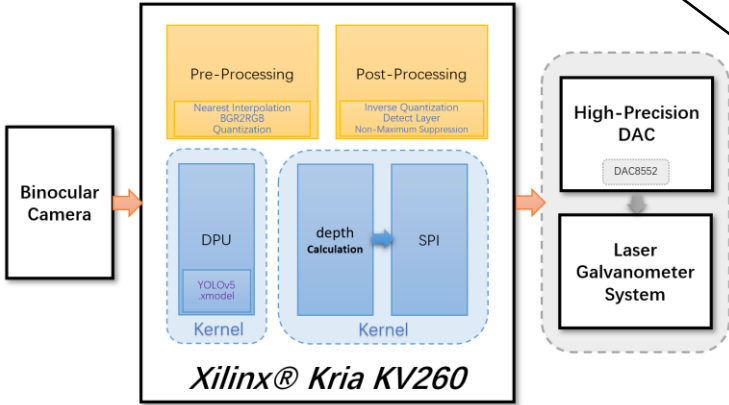 Binocular
Camera
Pre-Processing
Nearest Interpolation
BGR2RGB
Quantization
Post-Processing
Inverse Quantization
Detect Layer
Non-Maximum Suppression
DPU
YOLOv5
.xmodel
Kernel
depth
Calculation
SPI
Kernel
Xilinx® Kria KV260
High-Precision
DAC
DAC8552
Laser
Galvanometer
System